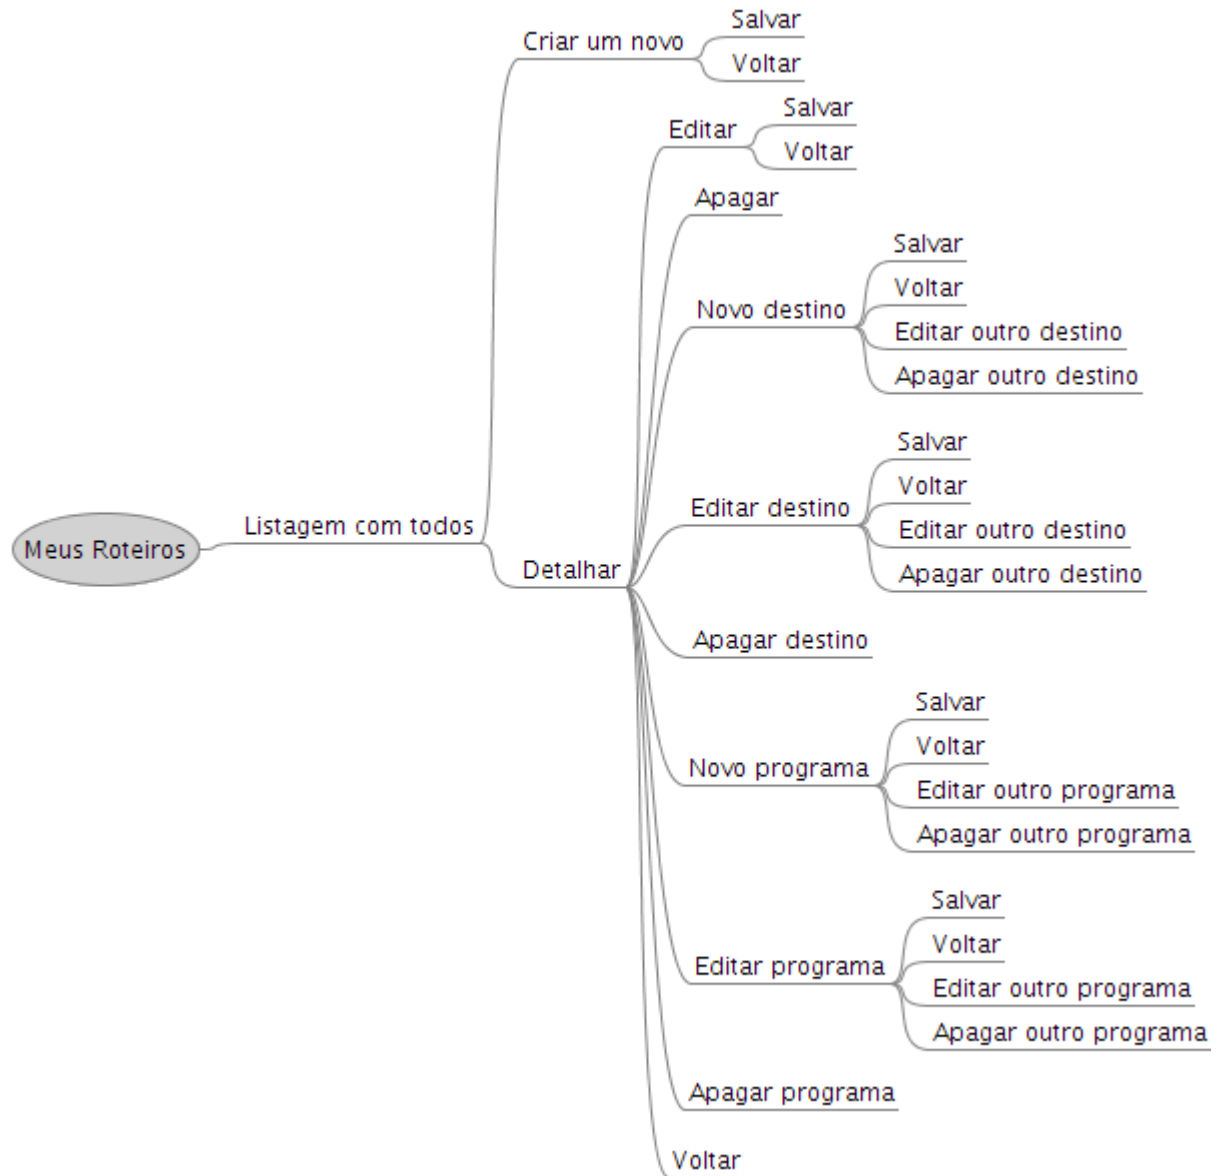 Meus Roteiros
Listagem com todos
Criar um novo
Salvar
Voltar
Detalhar
Editar
Salvar
Voltar
Apagar
Novo destino
Salvar
Voltar
Editar outro destino
Apagar outro destino
Editar destino
Salvar
Voltar
Editar outro destino
Apagar outro destino
Apagar destino
Novo programa
Salvar
Voltar
Editar outro programa
Apagar outro programa
Editar programa
Salvar
Voltar
Editar outro programa
Apagar outro programa
Apagar programa
Voltar